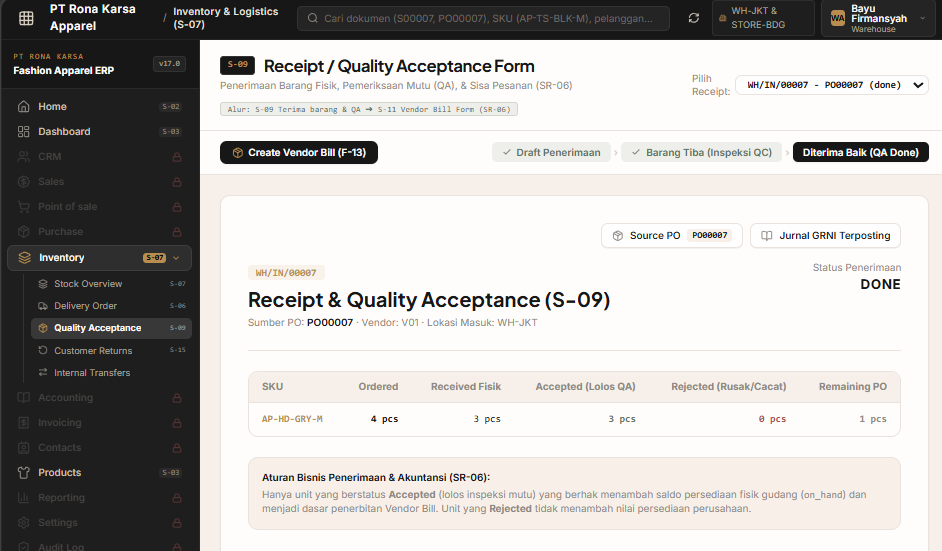 PT Rona Karsa Apparel
/ Inventory & Logistics (S-07)
Cari dokumen (S00007, PO00007), SKU (AP-TS-BLK-M), pelanggan...
WH-JKT & STORE-BDG
WA
Bayu Firmansyah
Warehouse
PT RONA KARSA
Fashion Apparel ERP
v17.0
Home S-02
Dashboard S-03
CRM
Sales
Point of sale
Purchase
Inventory S-07
Stock Overview S-07
Delivery Order S-06
Quality Acceptance S-09
Customer Returns S-15
Internal Transfers
Accounting
Invoicing
Contacts
Products S-03
Reporting
Settings
Audit Log
S-09 Receipt / Quality Acceptance Form
Penerimaan Barang Fisik, Pemeriksaan Mutu (QA), & Sisa Pesanan (SR-06)
Alur: S-09 Terima barang & QA ➔ S-11 Vendor Bill Form (SR-06)
Pilih Receipt:
WH/IN/00007 - PO00007 (done)
Create Vendor Bill (F-13)
✓ Draft Penerimaan › ✓ Barang Tiba (Inspeksi QC) › Diterima Baik (QA Done)
Source PO PO00007
Jurnal GRNI Terposting
WH/IN/00007
Receipt & Quality Acceptance (S-09)
Sumber PO: PO00007 · Vendor: V01 · Lokasi Masuk: WH-JKT
Status Penerimaan
DONE
SKU Ordered Received Fisik Accepted (Lolos QA) Rejected (Rusak/Cacat) Remaining PO
AP-HD-GRY-M 4 pcs 3 pcs 3 pcs 0 pcs 1 pcs
Aturan Bisnis Penerimaan & Akuntansi (SR-06):
Hanya unit yang berstatus Accepted (lolos inspeksi mutu) yang berhak menambah saldo persediaan fisik gudang (on_hand) dan
menjadi dasar penerbitan Vendor Bill. Unit yang Rejected tidak menambah nilai persediaan perusahaan.